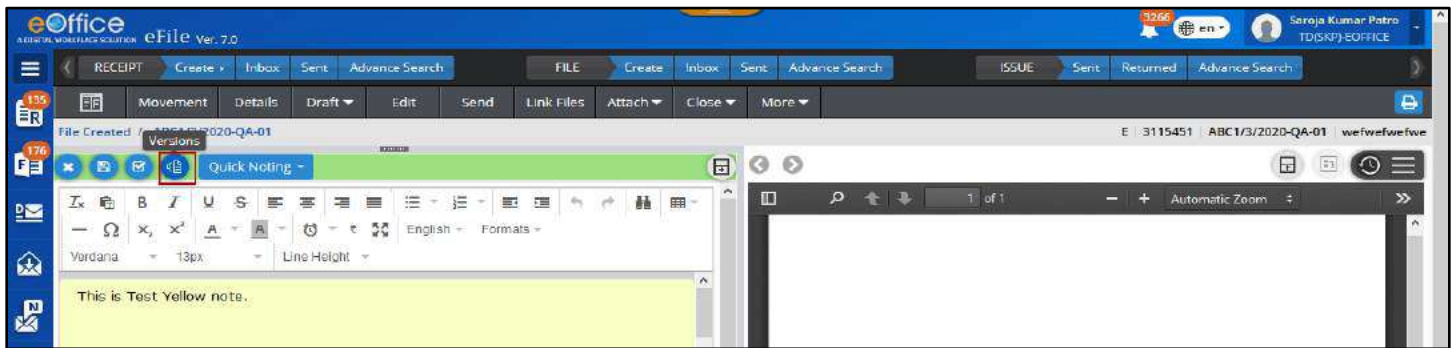 eOffice
A DIGITAL WORKPLACE SOLUTION eFile Ver. 7.0
3266
en
Saroja Kumar Patro
TD(SKP)-EOFFICE
RECEIPT Create Inbox Sent Advance Search FILE Create Inbox Sent Advance Search ISSUE Sent Returned Advance Search
135
R
Movement Details Draft Edit Send Link Files Attach Close More
File Created / ABC1/3/2020-QA-01
E 3115451 ABC1/3/2020-QA-01 wefwefwefwe
Versions
176
F
Quick Noting
1 of 1
Automatic Zoom
B I U S
English Formats
Verdana 13px Line Height
D
N
This is Test Yellow note.